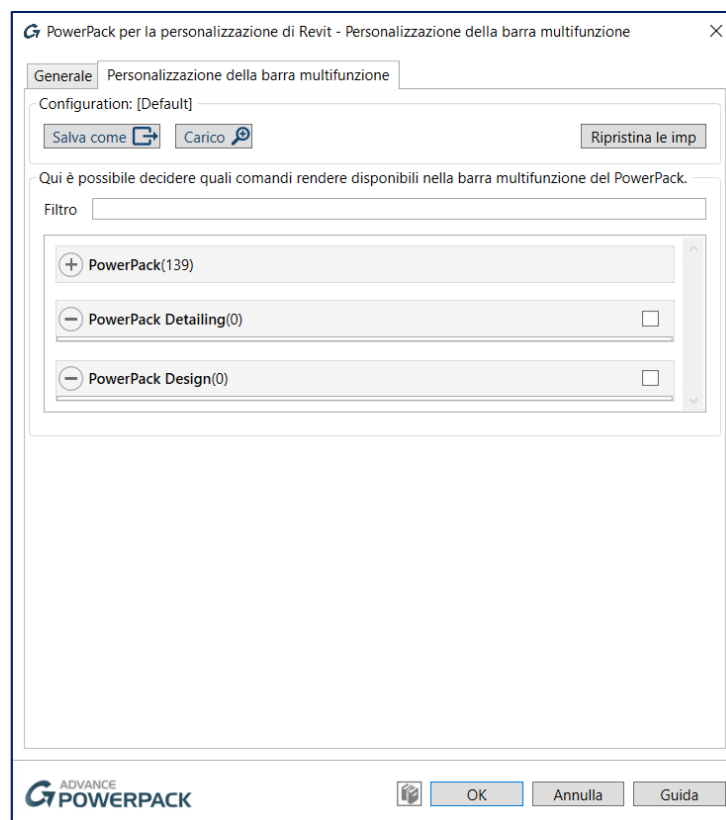 PowerPack per la personalizzazione di Revit - Personalizzazione della barra multifunzione
Generale Personalizzazione della barra multifunzione
Configuration: [Default]
Salva come Carico Ripristina le imp
Qui è possibile decidere quali comandi rendere disponibili nella barra multifunzione del PowerPack.
Filtro
PowerPack(139)
PowerPack Detailing(0)
PowerPack Design(0)
ADVANCE
POWERPACK
OK Annulla Guida